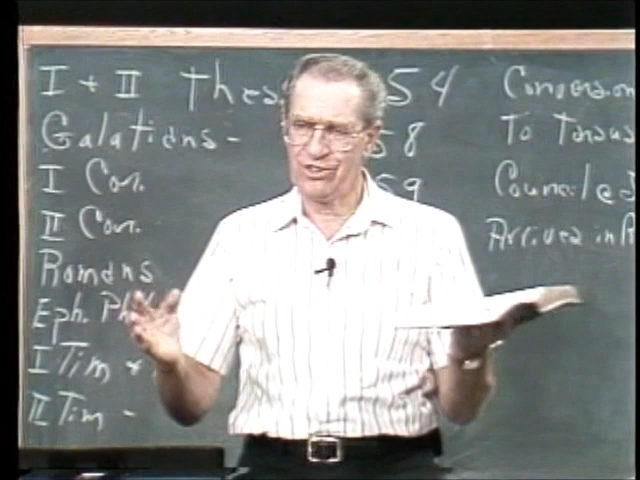 I + II Thes. 54
Galatians - 58
I Cor. 59
II Cor.
Romans
Eph. Ph
I Tim +
II Tim -
Conversion
To Tarsus
Council @ J
Arrived in R